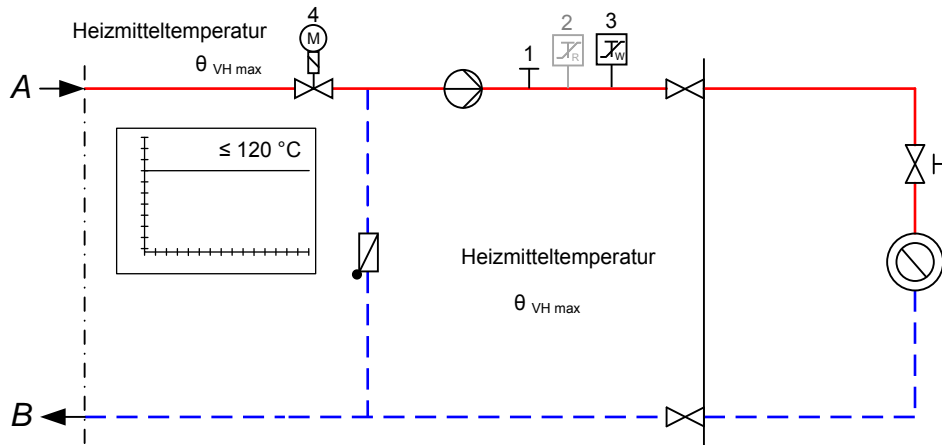 4
Heizmitteltemperatur
M
2
3
θ VH max
1
R
W
A
≤ 120 °C
Heizmitteltemperatur
θ VH max
B